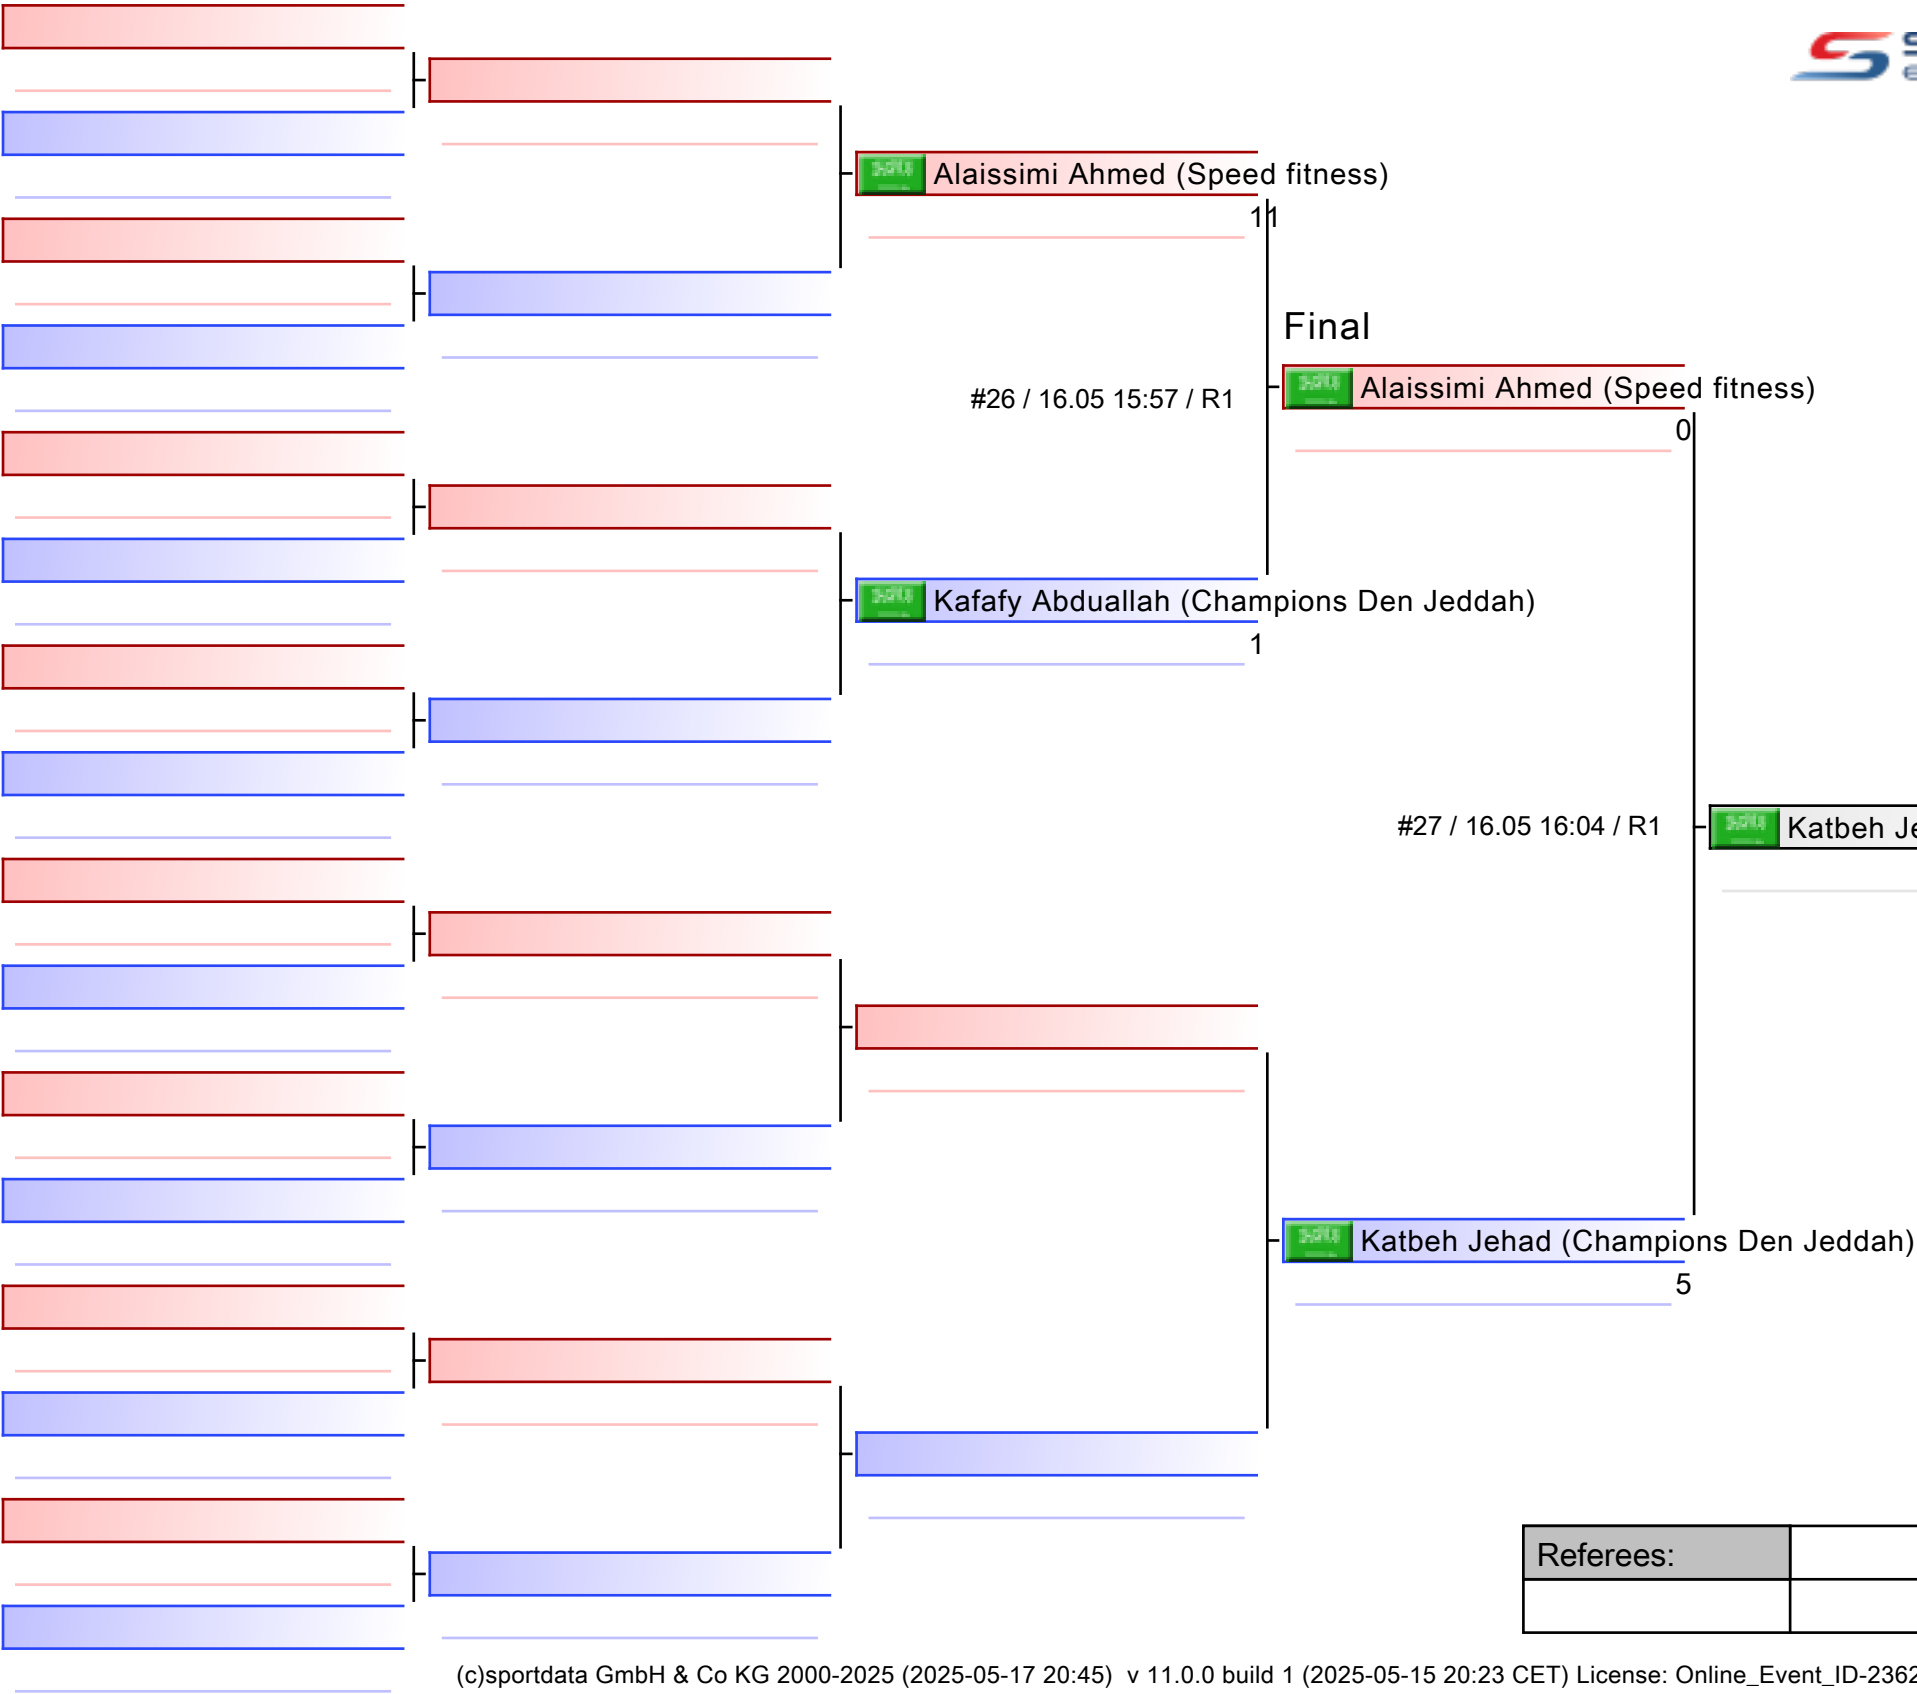 Alaissimi Ahmed (Speed fitness)
11
Final
Alaissimi Ahmed (Speed fitness)
#26 / 16.05 15:57 / R1
0
Kafafy Abduallah (Champions Den Jeddah)
1
#27 / 16.05 16:04 / R1
Katbeh
Katbeh Jehad (Champions Den Jeddah)
5
Referees:
(c)sportdata GmbH & Co KG 2000-2025 (2025-05-17 20:45) v 11.0.0 build 1 (2025-05-15 20:23 CET) License: Online_Event_ID-2362